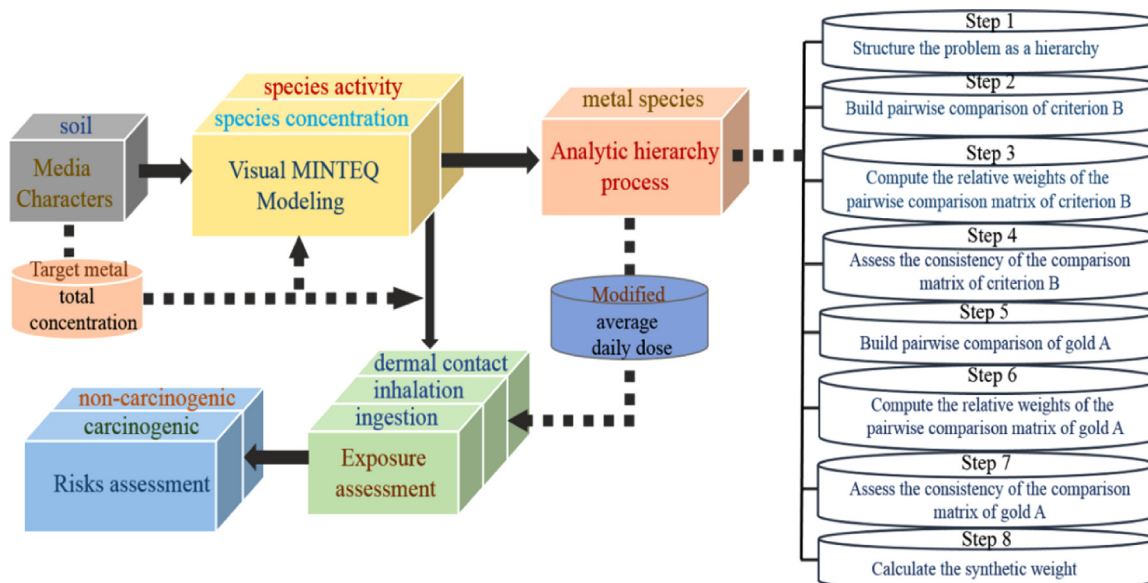 soil
Media
Characters
Target metal
total
concentration
species activity
species concentration
Visual MINTEQ
Modeling
metal species
Analytic hierarchy
process
Modified
average
daily dose
dermal contact
inhalation
ingestion
Exposure
assessment
non-carcinogenic
carcinogenic
Risks assessment
Step 1
Structure the problem as a hierarchy
Step 2
Build pairwise comparison of criterion B
Step 3
Compute the relative weights of the
pairwise comparison matrix of criterion B
Step 4
Assess the consistency of the comparison
matrix of criterion B
Step 5
Build pairwise comparison of gold A
Step 6
Compute the relative weights of the
pairwise comparison matrix of gold A
Step 7
Assess the consistency of the comparison
matrix of gold A
Step 8
Calculate the synthetic weight